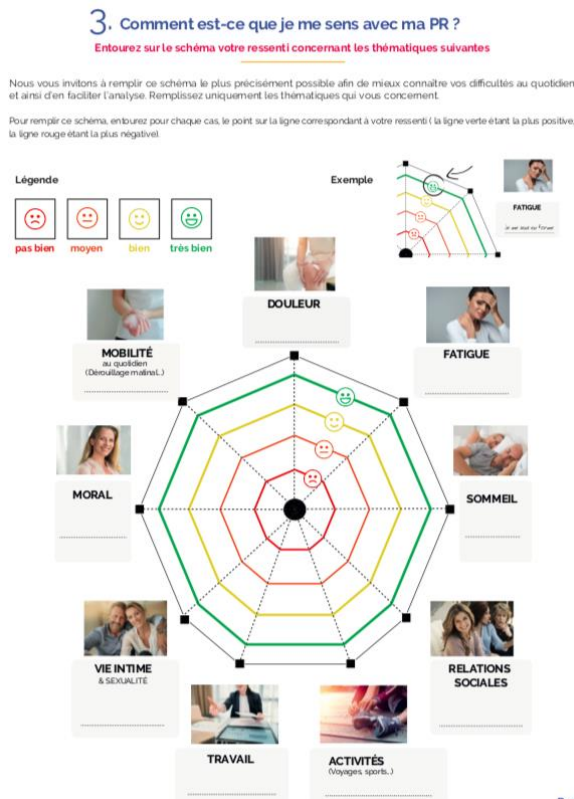 3. Comment est-ce que je me sens avec ma PR ?
Entourez sur le schéma votre ressenti concernant les thématiques suivantes
Nous vous invitons à remplir ce schéma le plus précisément possible afin de mieux connaître vos difficultés au quotidien
et ainsi d'en faciliter l'analyse. Remplissez uniquement les thématiques qui vous concernent.
Pour remplir ce schéma, entourez pour chaque cas, le point sur la ligne correspondant à votre ressenti ( la ligne verte étant la plus positive,
la ligne rouge étant la plus négative)
Légende
Exemple
FATIGUE
pas bien moyen bien très bien
DOULEUR
MOBILITÉ
au quotidien
(Dérouillage matinal...)
FATIGUE
MORAL
SOMMEIL
VIE INTIME
& SEXUALITÉ
RELATIONS
SOCIALES
TRAVAIL
ACTIVITÉS
(Voyages, sports...)